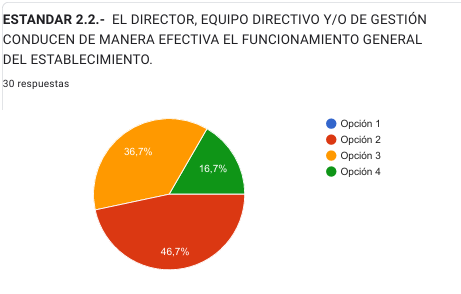 ESTANDAR 2.2.- EL DIRECTOR, EQUIPO DIRECTIVO Y/O DE GESTIÓN
CONDUCEN DE MANERA EFECTIVA EL FUNCIONAMIENTO GENERAL
DEL ESTABLECIMIENTO.
30 respuestas
36,7%
16,7%
46,7%
Opción 1
Opción 2
Opción 3
Opción 4